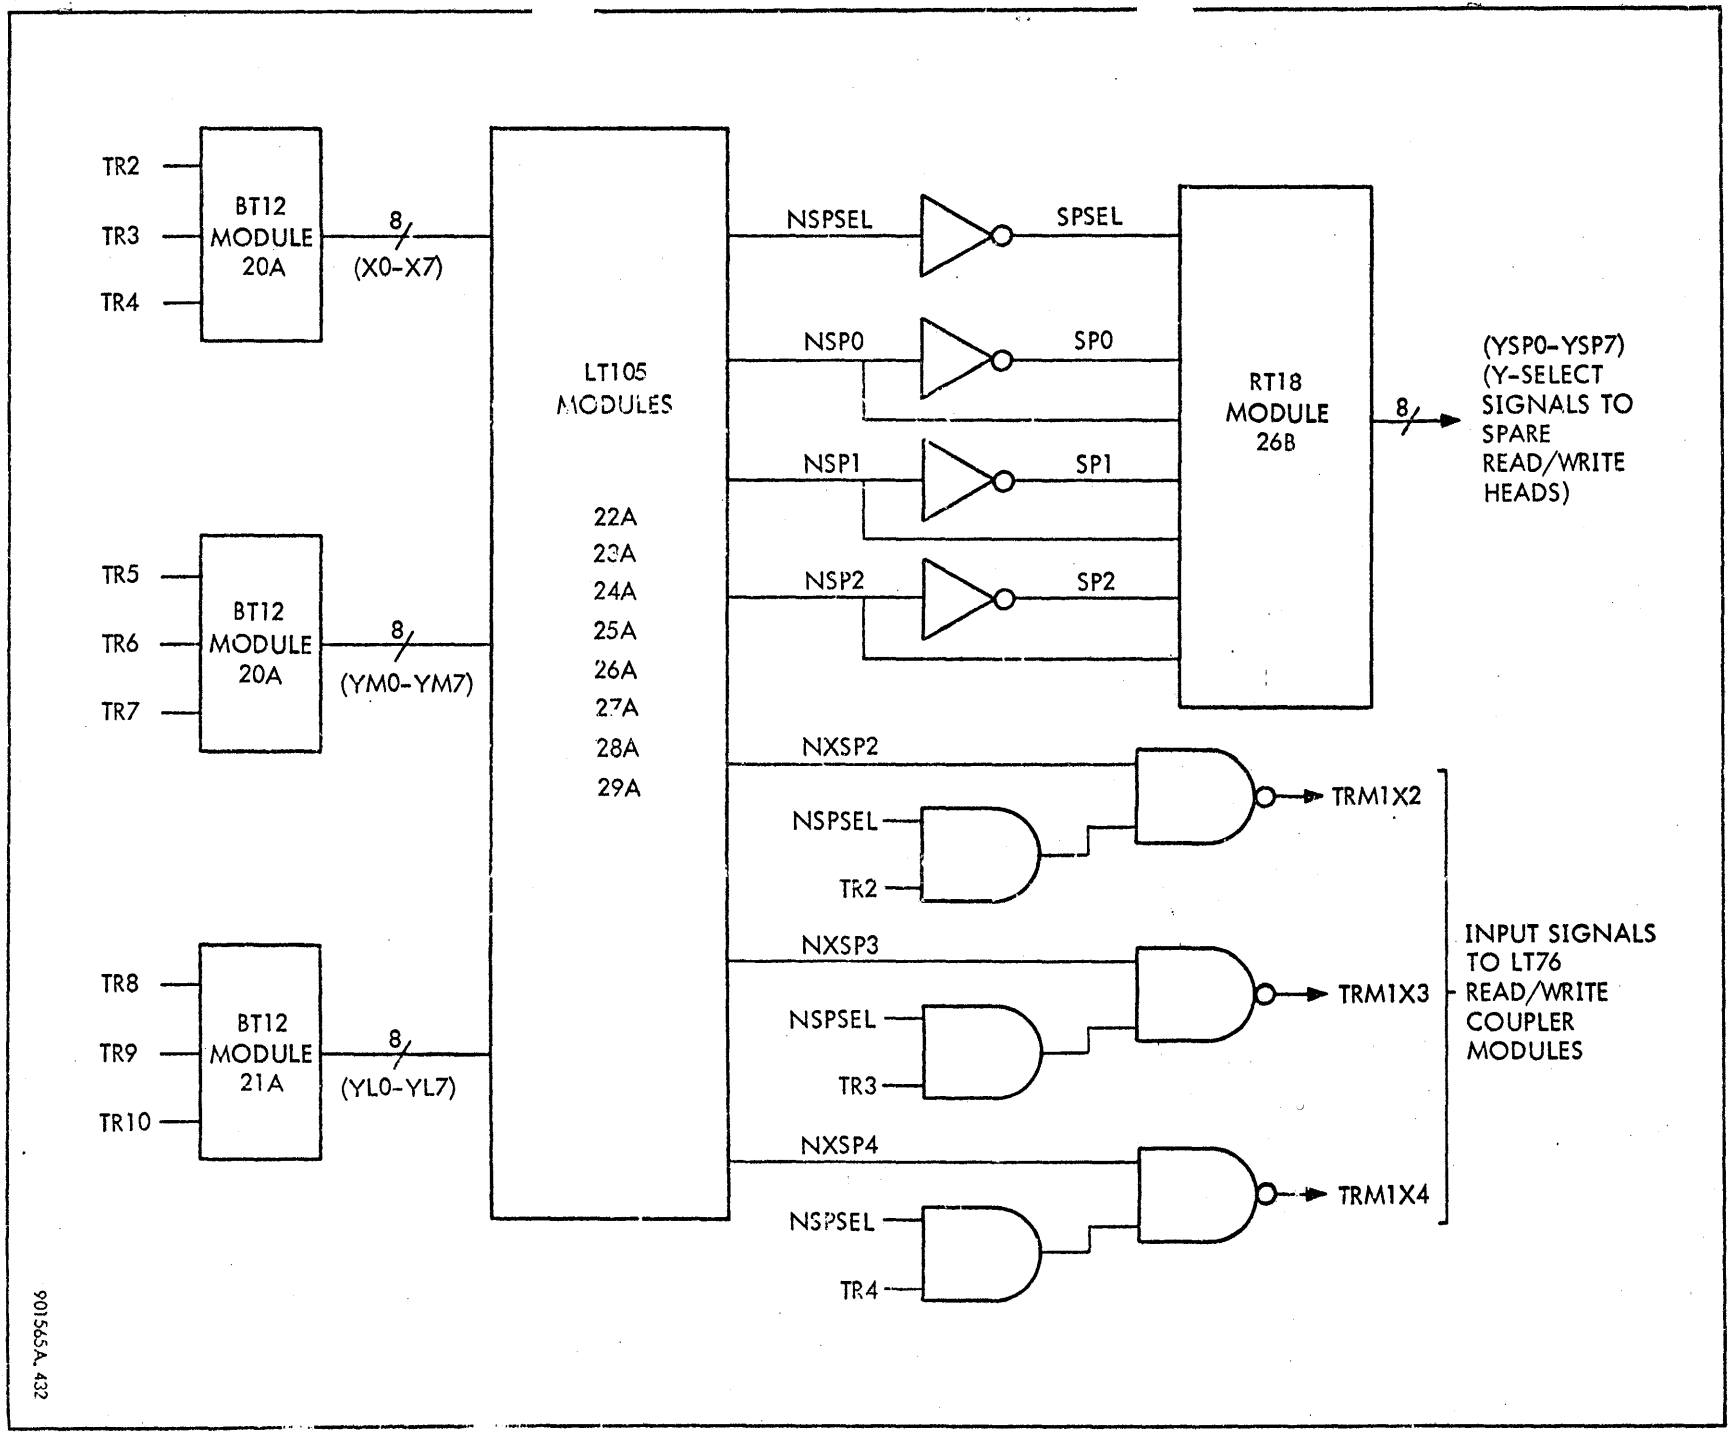 TR2
TR3
TR4
BT12
MODULE
20A
8
(X0-X7)
TR5
TR6
TR7
BT12
MODULE
20A
8
(YM0-YM7)
TR8
TR9
TR10
BT12
MODULE
21A
8
(YL0-YL7)
LT105
MODULES
22A
23A
24A
25A
26A
27A
28A
29A
NSPSEL
SPSEL
NSP0
SP0
NSP1
SP1
NSP2
SP2
RT18
MODULE
26B
8
(YSP0-YSP7)
(Y-SELECT
SIGNALS TO
SPARE
READ/WRITE
HEADS)
NXSP2
NSPSEL
TR2
TRM1X2
NXSP3
NSPSEL
TR3
TRM1X3
NXSP4
NSPSEL
TR4
TRM1X4
INPUT SIGNALS
TO LT76
READ/WRITE
COUPLER
MODULES
901565A.432